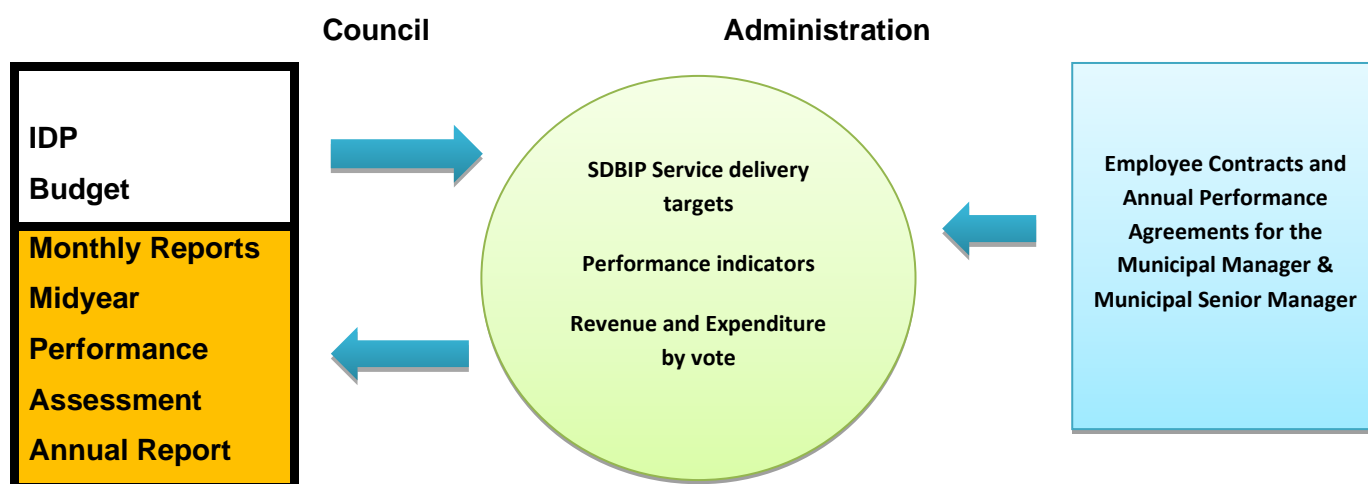 Council
Administration
IDP
Budget
Monthly Reports
Midyear
Performance
Assessment
Annual Report
SDBIP Service delivery
targets
Performance indicators
Revenue and Expenditure
by vote
Employee Contracts and
Annual Performance
Agreements for the
Municipal Manager &
Municipal Senior Manager